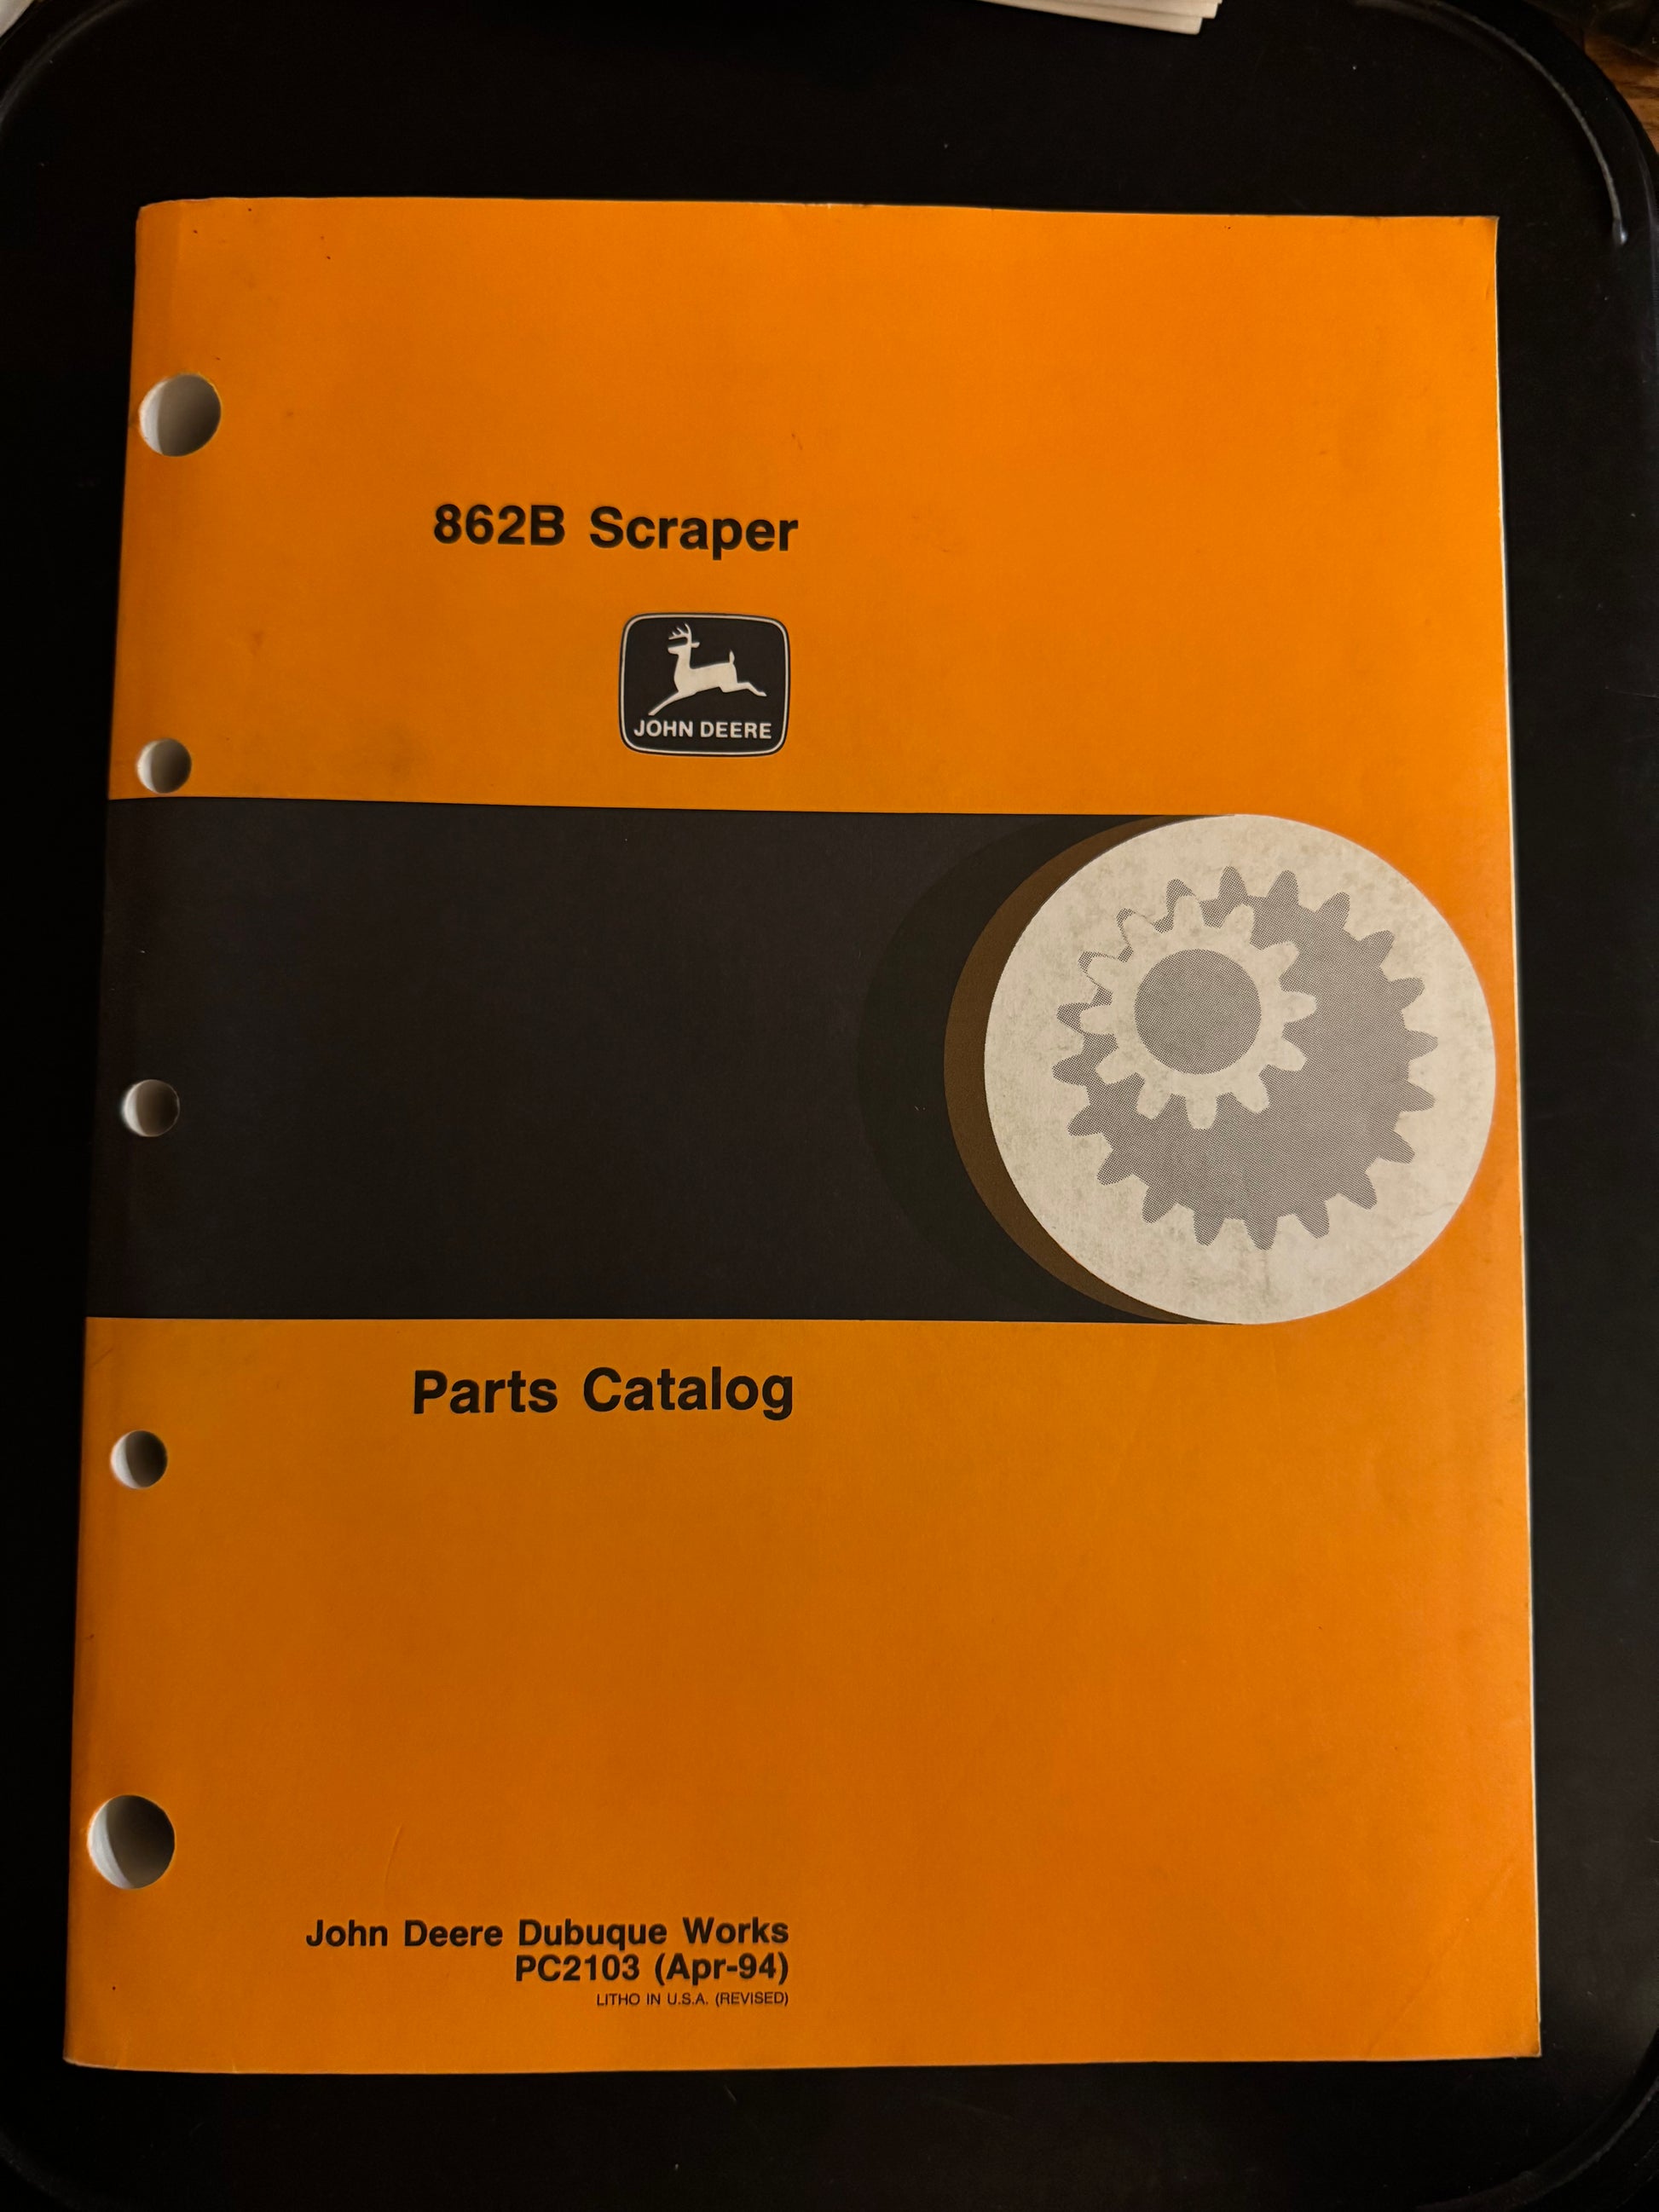 862B Scraper
JOHN DEERE
Parts Catalog
John Deere Dubuque Works
PC2103 (Apr-94)
LITHO IN U.S.A. (REVISED)